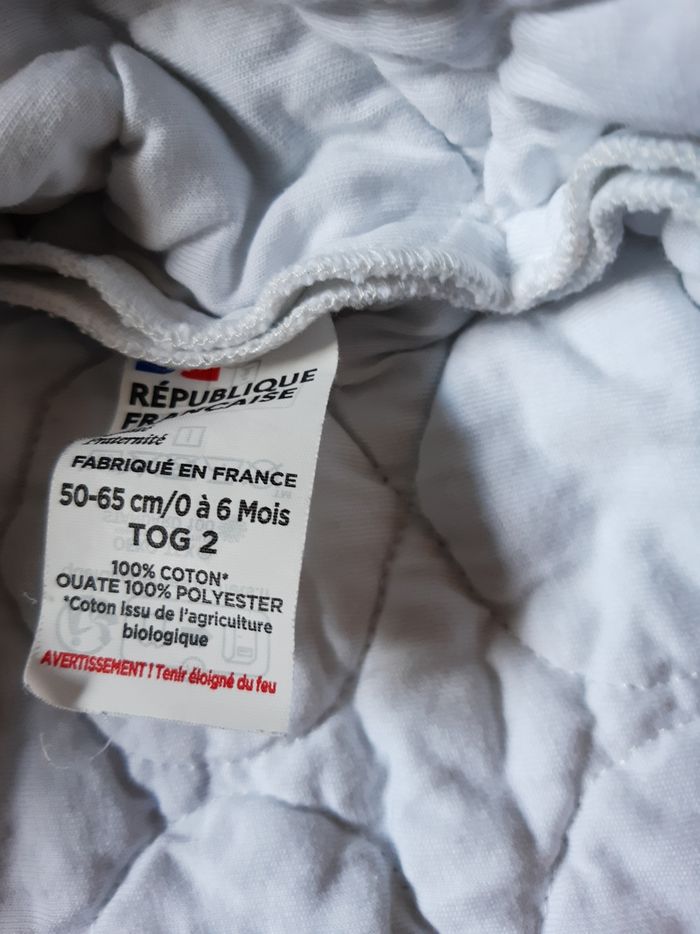 RÉPUBLIQUE
FRANÇAISE
Fraternité
FABRIQUÉ EN FRANCE
50-65 cm/0 à 6 Mois
TOG 2
100% COTON*
OUATE 100% POLYESTER
*Coton issu de l'agriculture
biologique
AVERTISSEMENT ! Tenir éloigné du feu